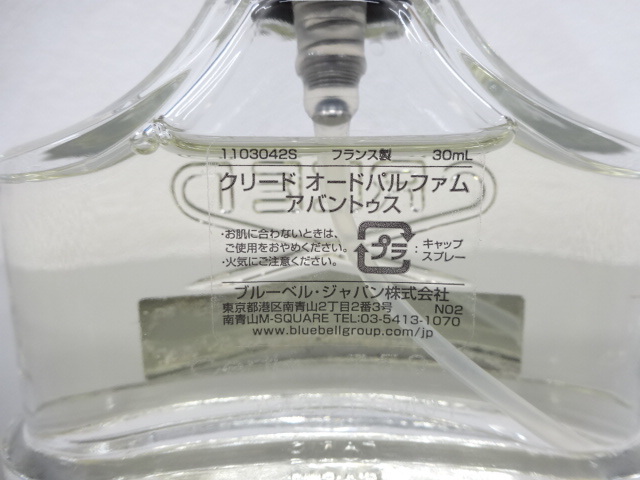 1103042S フランス製 30mL
クリード オードパルファム
アバントゥス
・お肌に合わないときは、
ご使用をおやめください。
・火気にご注意ください。
プラ : キャップ
スプレー
ブルーベル・ジャパン株式会社
東京都港区南青山2丁目2番3号 N02
南青山M-SQUARE TEL:03-5413-1070
www.bluebellgroup.com/jp